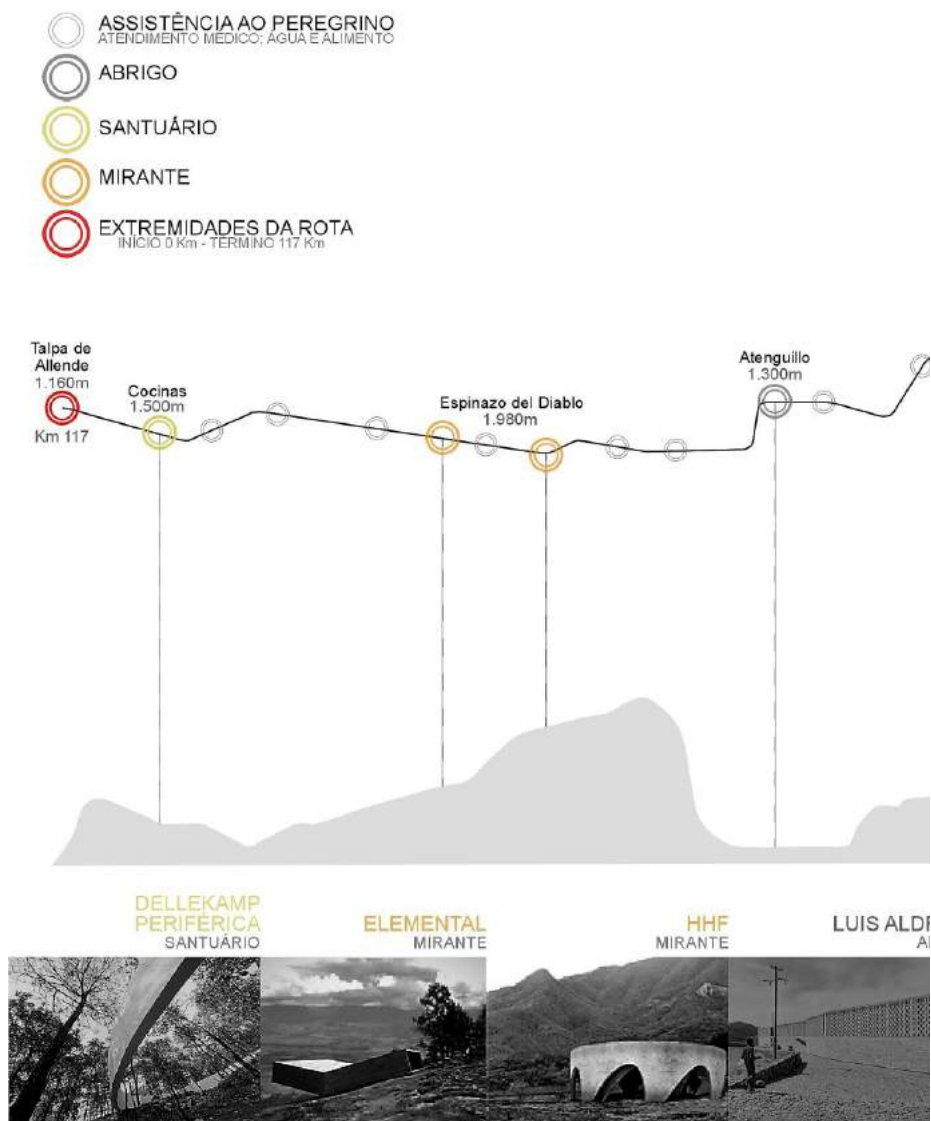 ASSISTÊNCIA AO PEREGRINO
ATENDIMENTO MÉDICO; ÁGUA E ALIMENTO
ABRIGO
SANTUÁRIO
MIRANTE
EXTREMIDADES DA ROTA
INÍCIO 0 Km - TÉRMINO 117 Km
Talpa de
Allende
1.160m
Km 117
Cocinas
1.500m
Espinazo del Diablo
1.980m
Atenguillo
1.300m
DELLEKAMP
PERIFÉRICA
SANTUÁRIO
ELEMENTAL
MIRANTE
HHF
MIRANTE
LUIS ALD